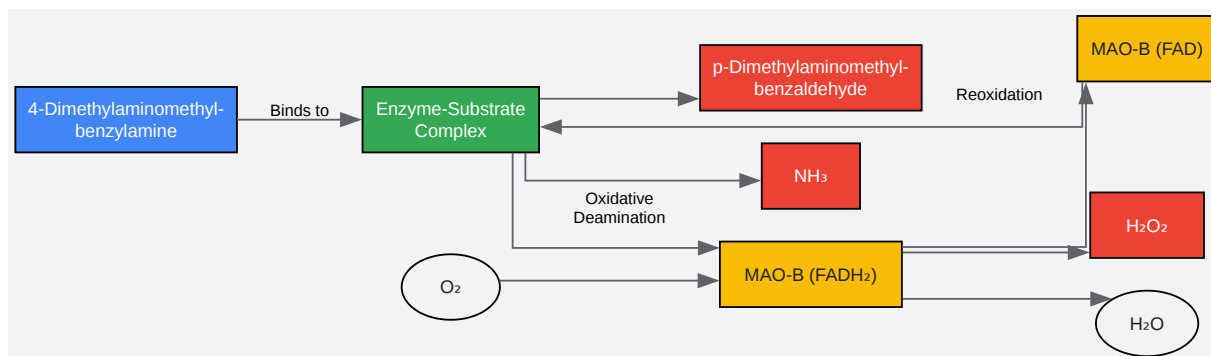 MAO-B (FAD)
p-Dimethylaminomethyl-
benzaldehyde
Reoxidation
4-Dimethylaminomethyl-
benzylamine
Binds to
Enzyme-Substrate
Complex
NH₃
Oxidative
Deamination
H₂O₂
MAO-B (FADH₂)
O₂
H₂O